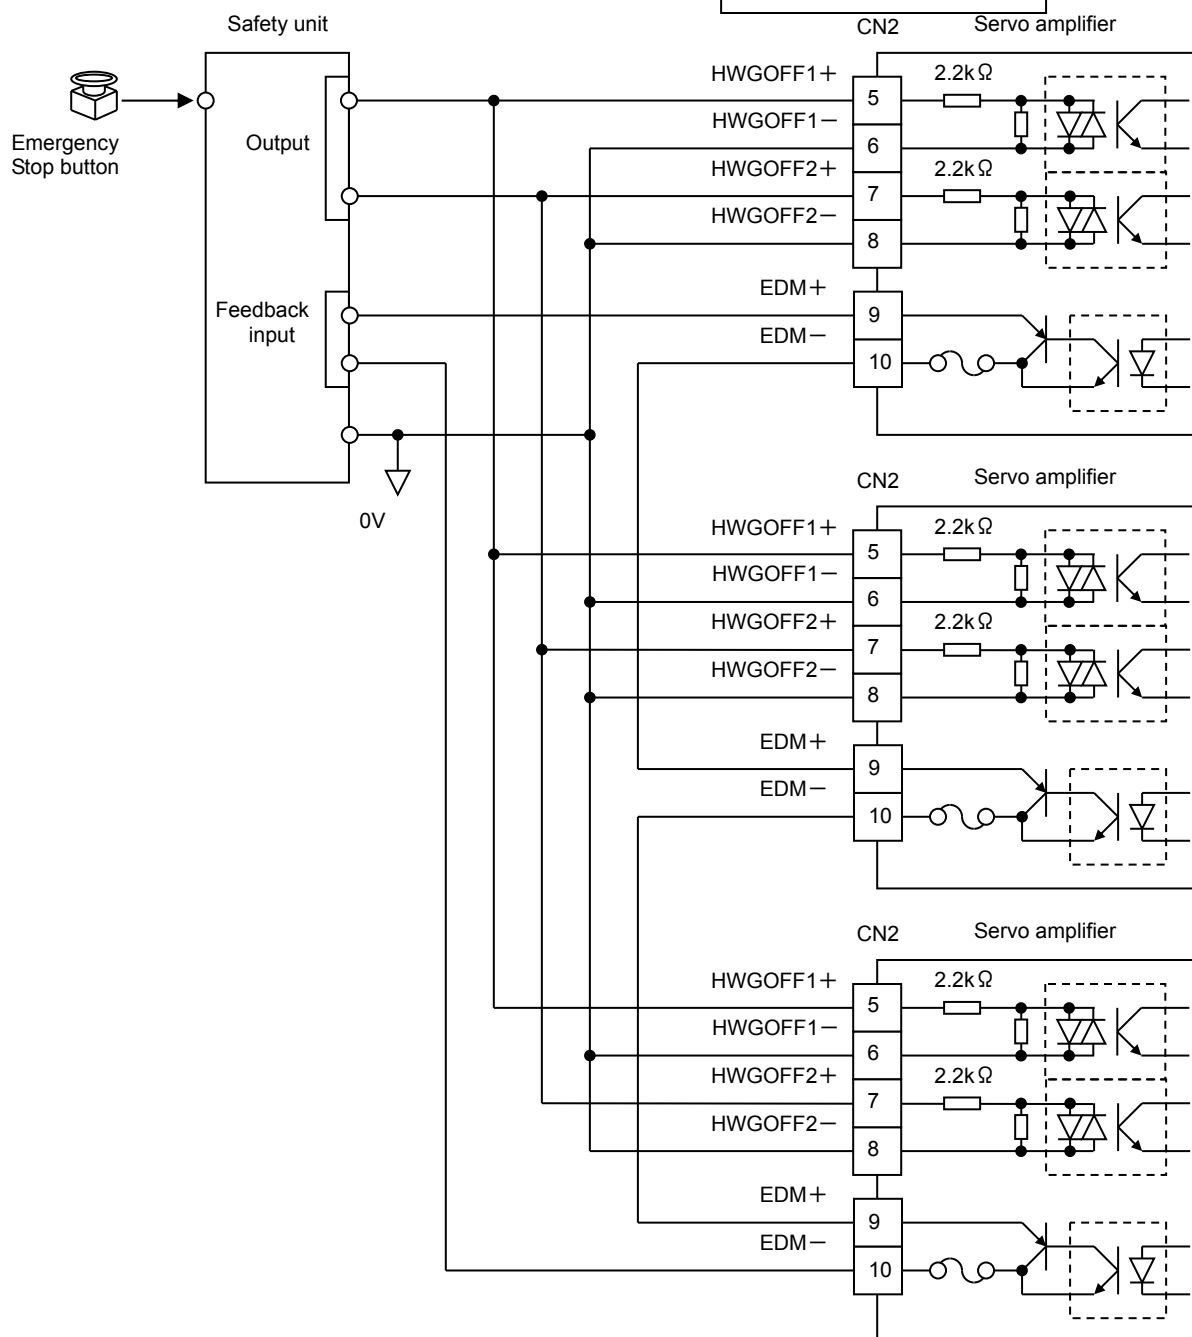 Safety unit
CN2
Servo amplifier
Emergency
Stop button
Output
Feedback
input
0V
HWGOFF1+
5
2.2kΩ
HWGOFF1−
6
HWGOFF2+
7
2.2kΩ
HWGOFF2−
8
EDM+
9
EDM−
10
CN2
Servo amplifier
HWGOFF1+
5
2.2kΩ
HWGOFF1−
6
HWGOFF2+
7
2.2kΩ
HWGOFF2−
8
EDM+
9
EDM−
10
CN2
Servo amplifier
HWGOFF1+
5
2.2kΩ
HWGOFF1−
6
HWGOFF2+
7
2.2kΩ
HWGOFF2−
8
EDM+
9
EDM−
10